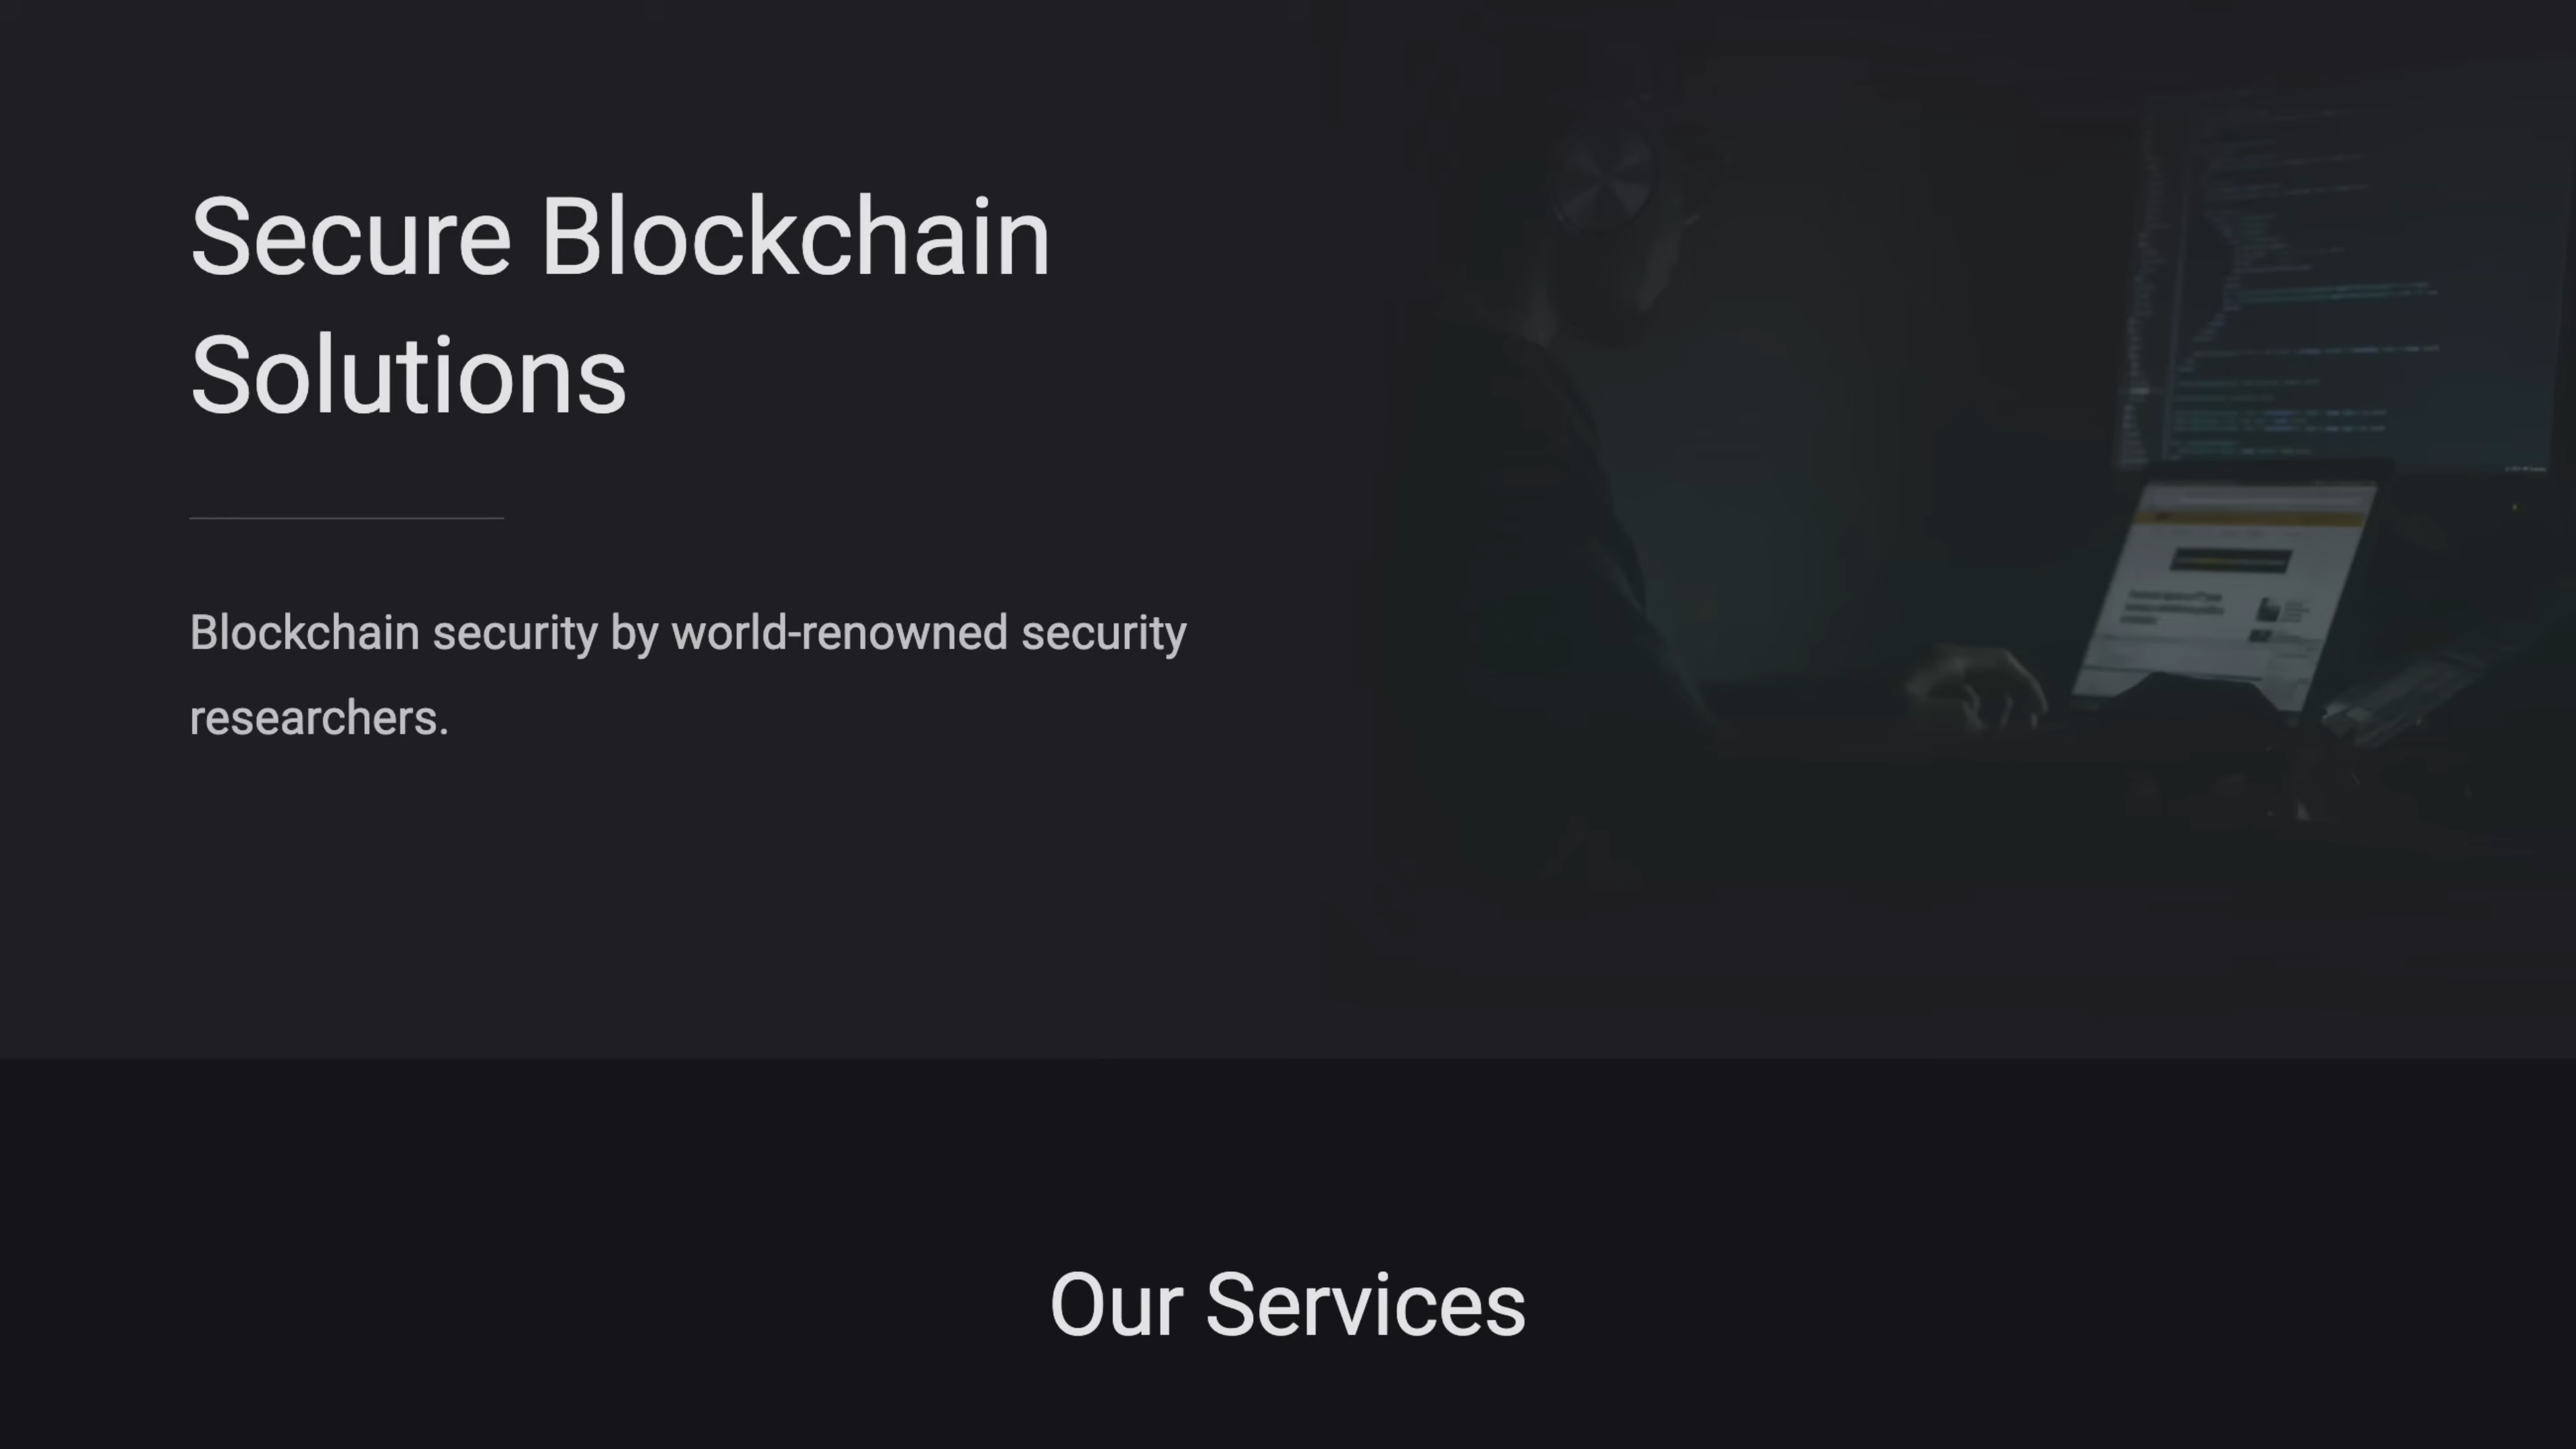 Secure Blockchain
Solutions
Blockchain security by world-renowned security
researchers.
Our Services